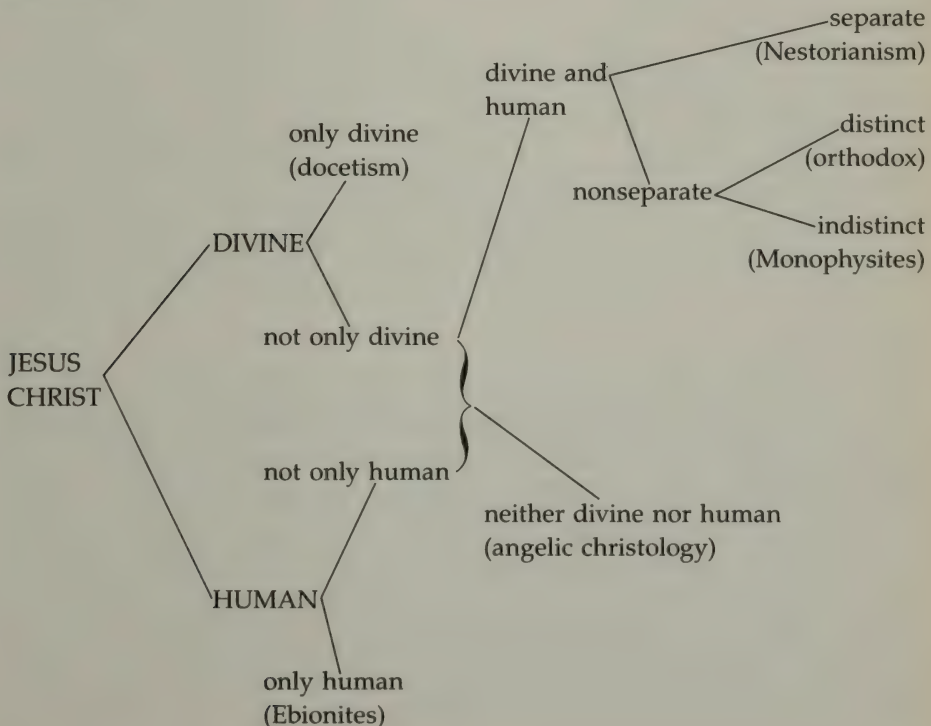 separate
(Nestorianism)
divine and
human
distinct
(orthodox)
only divine
(docetism)
nonseparate
indistinct
(Monophysites)
DIVINE
not only divine
JESUS
CHRIST
not only human
neither divine nor human
(angelic christology)
HUMAN
only human
(Ebionites)